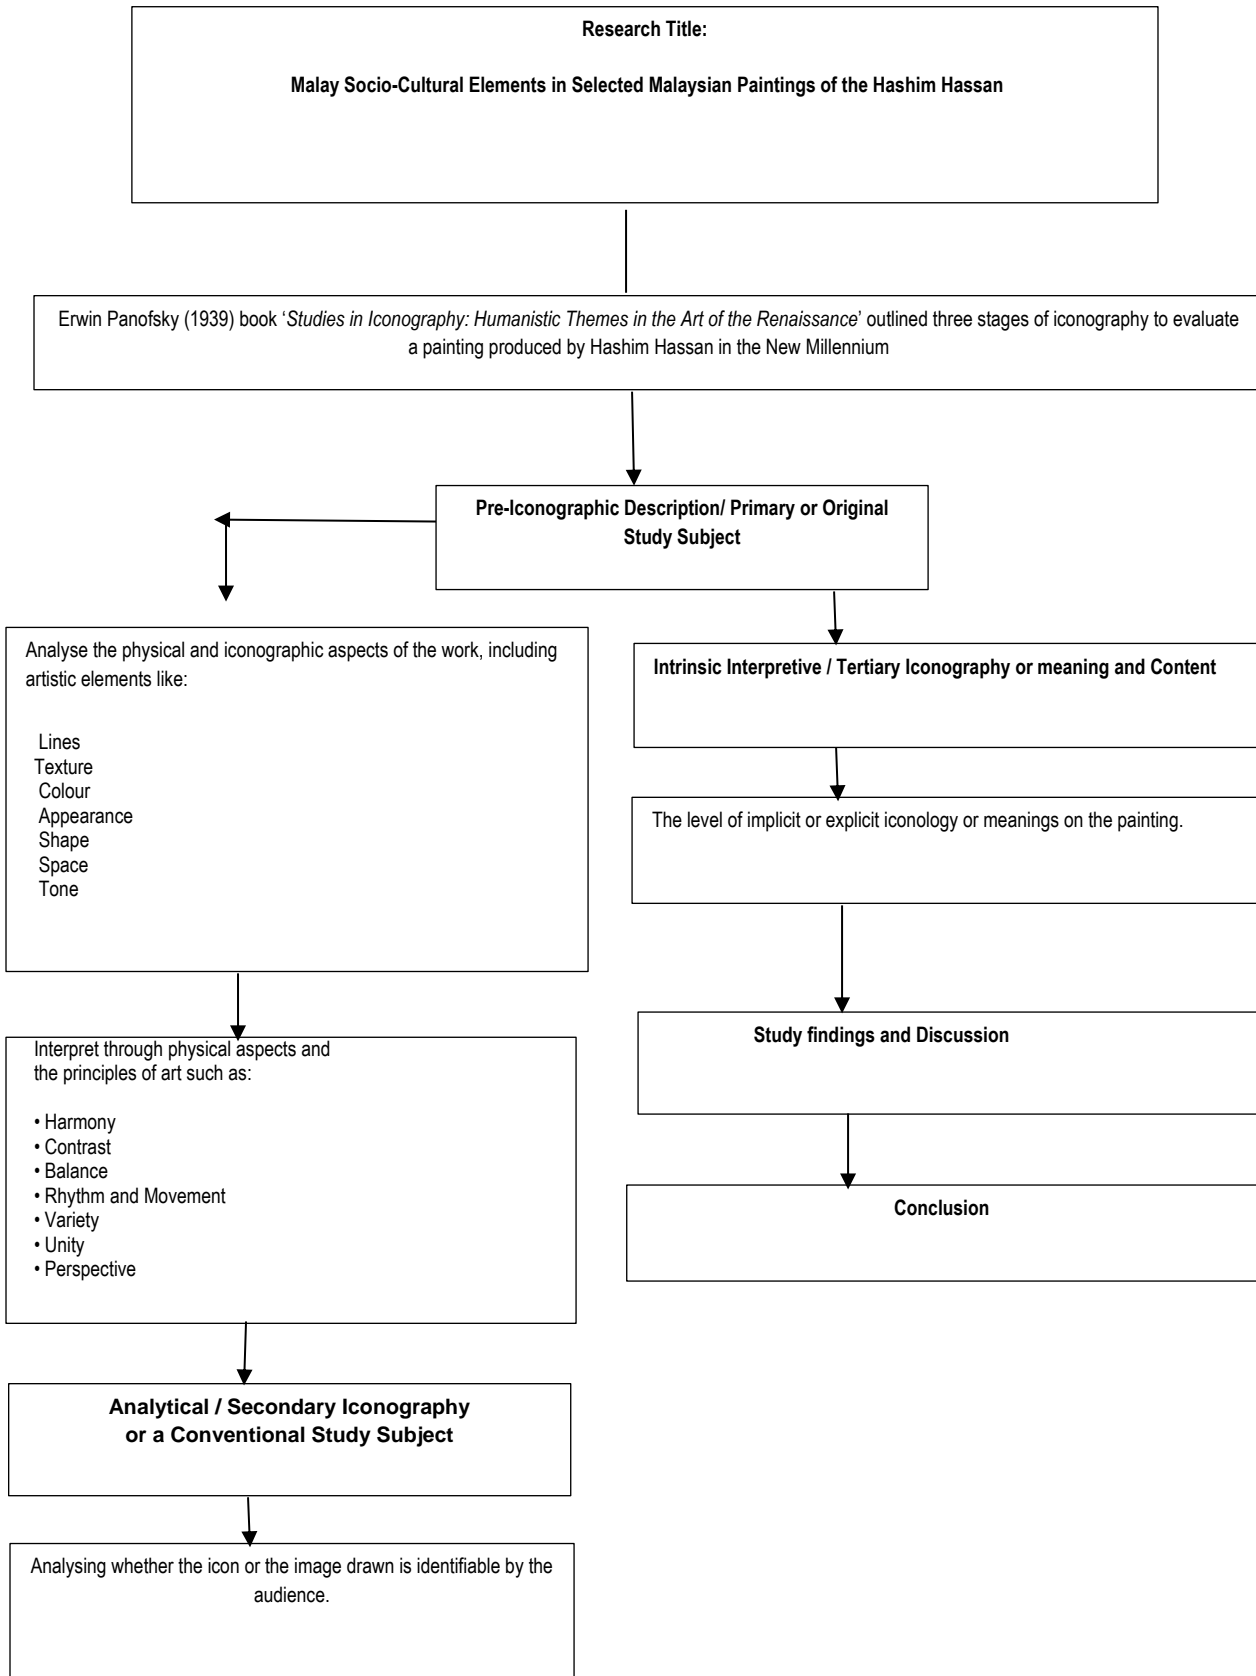 Research Title:
Malay Socio-Cultural Elements in Selected Malaysian Paintings of the Hashim Hassan
Erwin Panofsky (1939) book ‘Studies in Iconography: Humanistic Themes in the Art of the Renaissance’ outlined three stages of iconography to evaluate
a painting produced by Hashim Hassan in the New Millennium
Pre-Iconographic Description/ Primary or Original
Study Subject
Analyse the physical and iconographic aspects of the work, including
artistic elements like:
Lines
Texture
Colour
Appearance
Shape
Space
Tone
Interpret through physical aspects and
the principles of art such as:
• Harmony
• Contrast
• Balance
• Rhythm and Movement
• Variety
• Unity
• Perspective
Analytical / Secondary Iconography
or a Conventional Study Subject
Analysing whether the icon or the image drawn is identifiable by the
audience.
Intrinsic Interpretive / Tertiary Iconography or meaning and Content
The level of implicit or explicit iconology or meanings on the painting.
Study findings and Discussion
Conclusion